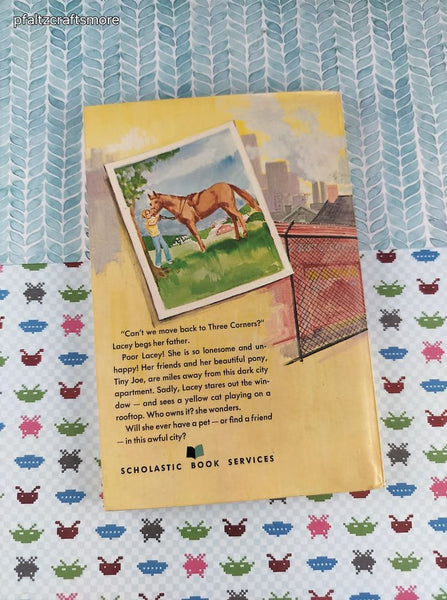 pfaltzcraftsmore
"Can't we move back to Three Corners?"
Lacey begs her father.
Poor Lacey! She is so lonesome and un-
happy! Her friends and her beautiful pony,
Tiny Joe, are miles away from this dark city
apartment. Sadly, Lacey stares out the win-
dow — and sees a yellow cat playing on a
rooftop. Who owns it? she wonders.
Will she ever have a pet — or find a friend
— in this awful city?
SCHOLASTIC BOOK SERVICES